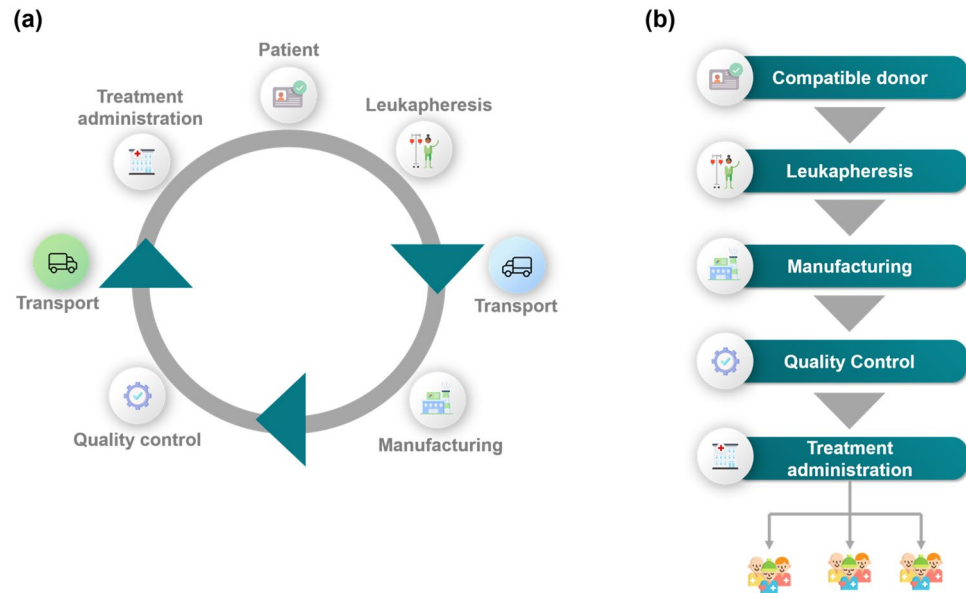 (a)
Patient
Leukapheresis
Transport
Manufacturing
Quality control
Transport
Treatment
administration
(b)
Compatible donor
Leukapheresis
Manufacturing
Quality Control
Treatment
administration